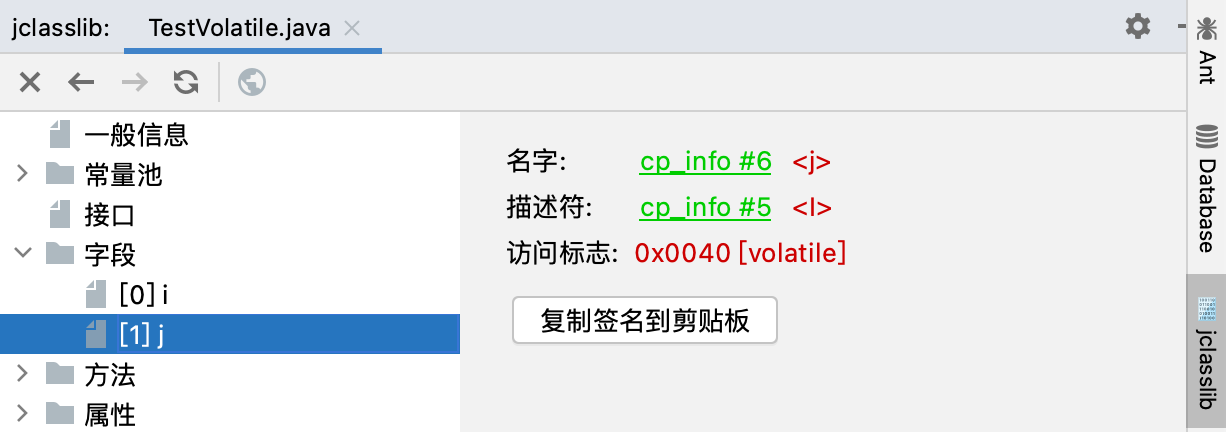 jclasslib: TestVolatile.java
一般信息
常量池
接口
字段
[0] i
[1] j
方法
属性
名字: cp_info #6 <j>
描述符: cp_info #5 <I>
访问标志: 0x0040 [volatile]
复制签名到剪贴板
Ant
Database
jclasslib